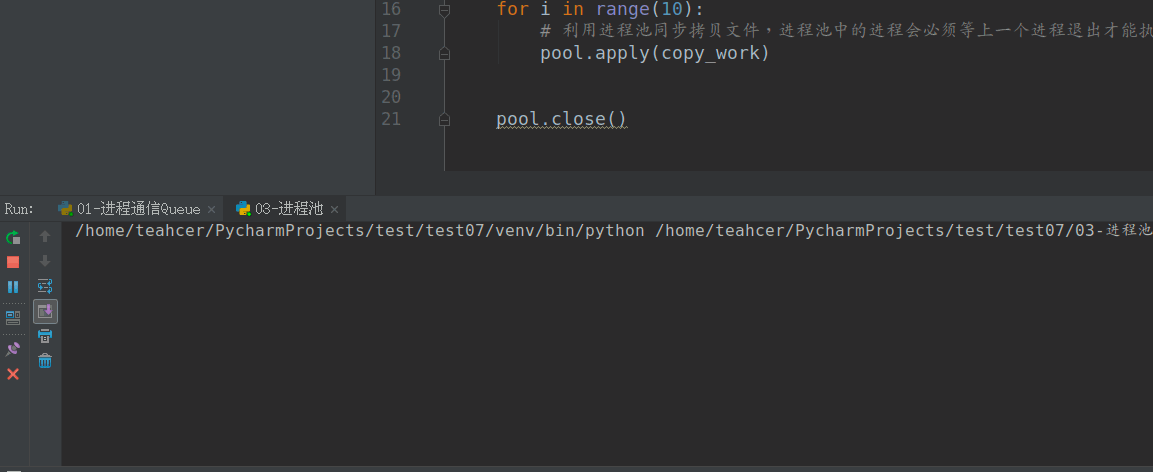 16 for i in range(10):
17 # 利用进程池同步拷贝文件，进程池中的进程会必须等上一个进程退出才能执
18 pool.apply(copy_work)
19
20
21 pool.close()
Run: 01-进程通信Queue × 03-进程池 ×
/home/teahcer/PycharmProjects/test/test07/venv/bin/python /home/teahcer/PycharmProjects/test/test07/03-进程池